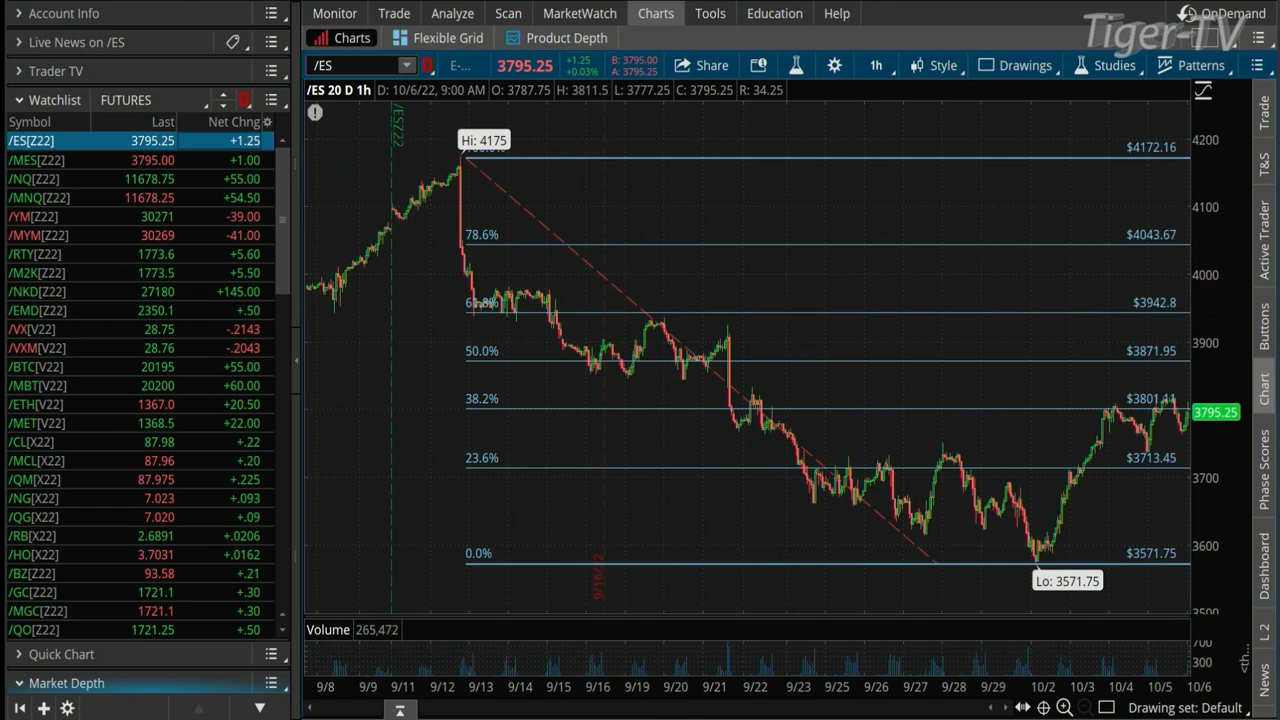 Account Info
Live News on /ES
Trader TV
Watchlist FUTURES
Symbol Last Net Chng
/ES[Z22] 3795.25 +1.25
/MES[Z22] 3795.00 +1.00
/NQ[Z22] 11678.75 +55.00
/MNQ[Z22] 11678.25 +54.50
/YM[Z22] 30271 -39.00
/MYM[Z22] 30269 -41.00
/RTY[Z22] 1773.6 +5.60
/M2K[Z22] 1773.5 +5.50
/NKD[Z22] 27180 +145.00
/EMD[Z22] 2350.1 +.50
/VX[V22] 28.75 -.2143
/VXM[V22] 28.76 -.2043
/BTC[V22] 20195 +55.00
/MBT[V22] 20200 +60.00
/ETH[V22] 1367.0 +20.50
/MET[V22] 1368.5 +22.00
/CL[X22] 87.98 +.22
/MCL[X22] 87.96 +.20
/QM[X22] 87.975 +.225
/NG[X22] 7.023 +.093
/QG[X22] 7.020 +.09
/RB[X22] 2.6891 +.0206
/HO[X22] 3.7031 +.0162
/BZ[Z22] 93.58 +.21
/GC[Z22] 1721.1 +.30
/MGC[Z22] 1721.1 +.30
/QO[Z22] 1721.25 +.50
Quick Chart
Market Depth
Monitor Trade Analyze Scan MarketWatch Charts Tools Education Help
OnDemand
Tiger-TV
Charts Flexible Grid Product Depth
/ES E-... 3795.25 +1.25 B: 3795.00
+0.03% A: 3795.25
Share 1h Style Drawings Studies Patterns
/ES 20 D 1h D: 10/6/22, 9:00 AM O: 3787.75 H: 3811.5 L: 3777.25 C: 3795.25 R: 34.25
/ESZ22
Hi: 4175
$4172.16
78.6% $4043.67
61.8% $3942.8
50.0% $3871.95
38.2% $3801.11
23.6% $3713.45
0.0% $3571.75
Lo: 3571.75
9/16/22
4200
4100
4000
3900
3795.25
3700
3600
3500
Volume 265,472
700
300
<th...
9/8 9/9 9/11 9/12 9/13 9/14 9/15 9/16 9/19 9/20 9/21 9/22 9/25 9/26 9/27 9/28 9/29 10/2 10/3 10/4 10/5 10/6
Drawing set: Default
Trade
T&S
Active Trader
Buttons
Chart
Phase Scores
Dashboard
L 2
News